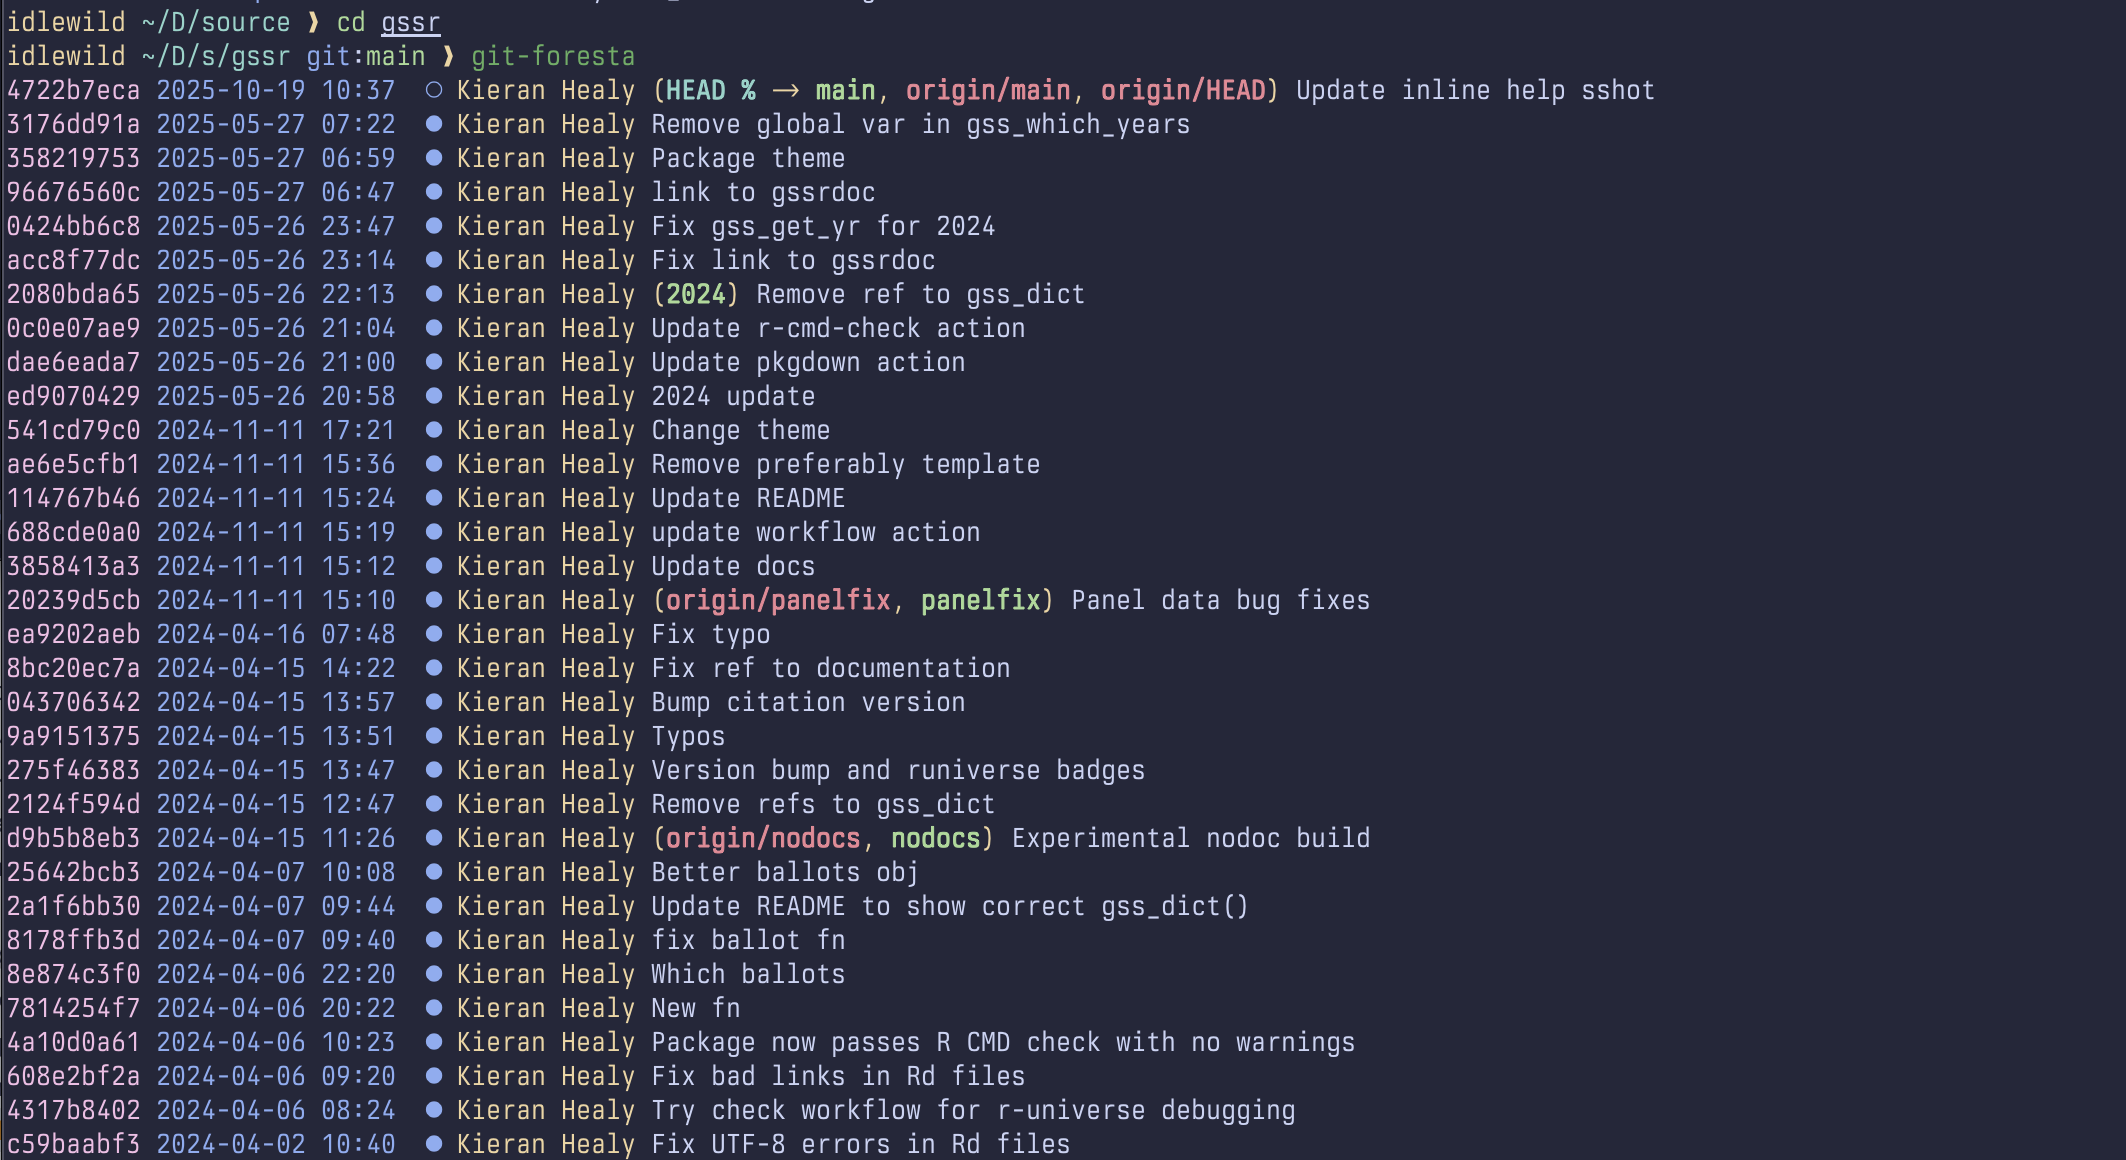 idlewild ~/D/source ❱ cd gssr
idlewild ~/D/s/gssr git:main ❱ git-foresta
4722b7eca 2025-10-19 10:37 ○ Kieran Healy (HEAD % → main, origin/main, origin/HEAD) Update inline help sshot
3176dd91a 2025-05-27 07:22 ● Kieran Healy Remove global var in gss_which_years
358219753 2025-05-27 06:59 ● Kieran Healy Package theme
96676560c 2025-05-27 06:47 ● Kieran Healy link to gssrdoc
0424bb6c8 2025-05-26 23:47 ● Kieran Healy Fix gss_get_yr for 2024
acc8f77dc 2025-05-26 23:14 ● Kieran Healy Fix link to gssrdoc
2080bda65 2025-05-26 22:13 ● Kieran Healy (2024) Remove ref to gss_dict
0c0e07ae9 2025-05-26 21:04 ● Kieran Healy Update r-cmd-check action
dae6eada7 2025-05-26 21:00 ● Kieran Healy Update pkgdown action
ed9070429 2025-05-26 20:58 ● Kieran Healy 2024 update
541cd79c0 2024-11-11 17:21 ● Kieran Healy Change theme
ae6e5cfb1 2024-11-11 15:36 ● Kieran Healy Remove preferably template
114767b46 2024-11-11 15:24 ● Kieran Healy Update README
688cde0a0 2024-11-11 15:19 ● Kieran Healy update workflow action
3858413a3 2024-11-11 15:12 ● Kieran Healy Update docs
20239d5cb 2024-11-11 15:10 ● Kieran Healy (origin/panelfix, panelfix) Panel data bug fixes
ea9202aeb 2024-04-16 07:48 ● Kieran Healy Fix typo
8bc20ec7a 2024-04-15 14:22 ● Kieran Healy Fix ref to documentation
043706342 2024-04-15 13:57 ● Kieran Healy Bump citation version
9a9151375 2024-04-15 13:51 ● Kieran Healy Typos
275f46383 2024-04-15 13:47 ● Kieran Healy Version bump and runiverse badges
2124f594d 2024-04-15 12:47 ● Kieran Healy Remove refs to gss_dict
d9b5b8eb3 2024-04-15 11:26 ● Kieran Healy (origin/nodocs, nodocs) Experimental nodoc build
25642bcb3 2024-04-07 10:08 ● Kieran Healy Better ballots obj
2a1f6bb30 2024-04-07 09:44 ● Kieran Healy Update README to show correct gss_dict()
8178ffb3d 2024-04-07 09:40 ● Kieran Healy fix ballot fn
8e874c3f0 2024-04-06 22:20 ● Kieran Healy Which ballots
7814254f7 2024-04-06 20:22 ● Kieran Healy New fn
4a10d0a61 2024-04-06 10:23 ● Kieran Healy Package now passes R CMD check with no warnings
608e2bf2a 2024-04-06 09:20 ● Kieran Healy Fix bad links in Rd files
4317b8402 2024-04-06 08:24 ● Kieran Healy Try check workflow for r-universe debugging
c59baabf3 2024-04-02 10:40 ● Kieran Healy Fix UTF-8 errors in Rd files